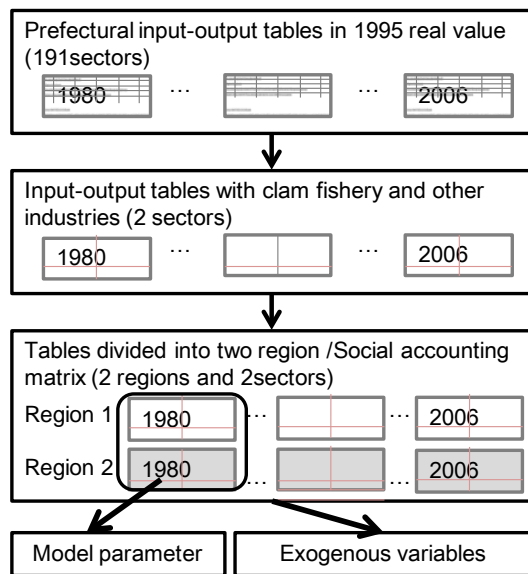 Prefectural input-output tables in 1995 real value
(191sectors)
1980 … … 2006
Input-output tables with clam fishery and other
industries (2 sectors)
1980 … … 2006
Tables divided into two region /Social accounting
matrix (2 regions and 2sectors)
Region 1 1980 … … 2006
Region 2 1980 … … 2006
Model parameter Exogenous variables